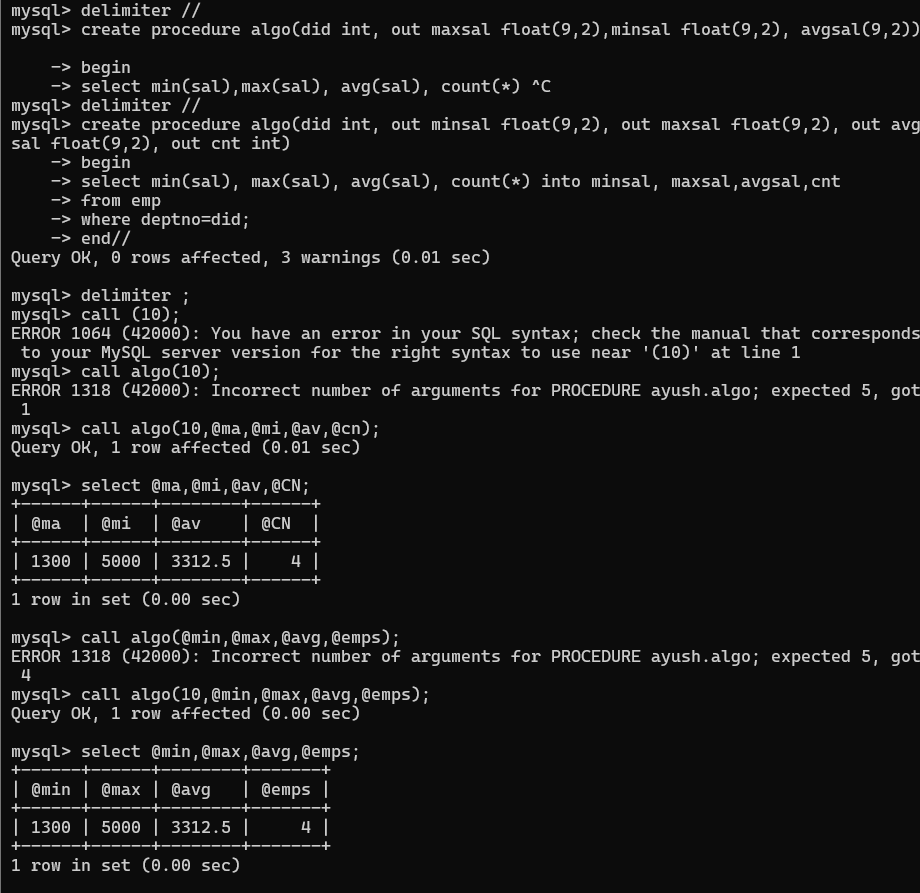 mysql> delimiter //
mysql> create procedure algo(did int, out maxsal float(9,2),minsal float(9,2), avgsal(9,2))
    -> begin
    -> select min(sal),max(sal), avg(sal), count(*) ^C
mysql> delimiter //
mysql> create procedure algo(did int, out minsal float(9,2), out maxsal float(9,2), out avg
sal float(9,2), out cnt int)
    -> begin
    -> select min(sal), max(sal), avg(sal), count(*) into minsal, maxsal,avgsal,cnt
    -> from emp
    -> where deptno=did;
    -> end//
Query OK, 0 rows affected, 3 warnings (0.01 sec)
mysql> delimiter ;
mysql> call (10);
ERROR 1064 (42000): You have an error in your SQL syntax; check the manual that corresponds
 to your MySQL server version for the right syntax to use near '(10)' at line 1
mysql> call algo(10);
ERROR 1318 (42000): Incorrect number of arguments for PROCEDURE ayush.algo; expected 5, got
 1
mysql> call algo(10,@ma,@mi,@av,@cn);
Query OK, 1 row affected (0.01 sec)
mysql> select @ma,@mi,@av,@CN;
+------+------+--------+------+
| @ma  | @mi  | @av    | @CN  |
+------+------+--------+------+
| 1300 | 5000 | 3312.5 |    4 |
+------+------+--------+------+
1 row in set (0.00 sec)
mysql> call algo(@min,@max,@avg,@emps);
ERROR 1318 (42000): Incorrect number of arguments for PROCEDURE ayush.algo; expected 5, got
 4
mysql> call algo(10,@min,@max,@avg,@emps);
Query OK, 1 row affected (0.00 sec)
mysql> select @min,@max,@avg,@emps;
+------+------+--------+-------+
| @min | @max | @avg   | @emps |
+------+------+--------+-------+
| 1300 | 5000 | 3312.5 |     4 |
+------+------+--------+-------+
1 row in set (0.00 sec)